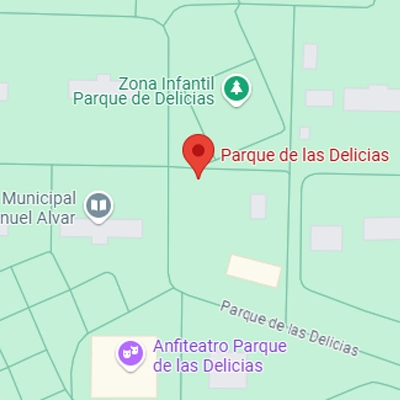 Zona Infantil
Parque de Delicias
Parque de las Delicias
Municipal
nuel Alvar
Parque de las Delicias
Anfiteatro Parque
de las Delicias